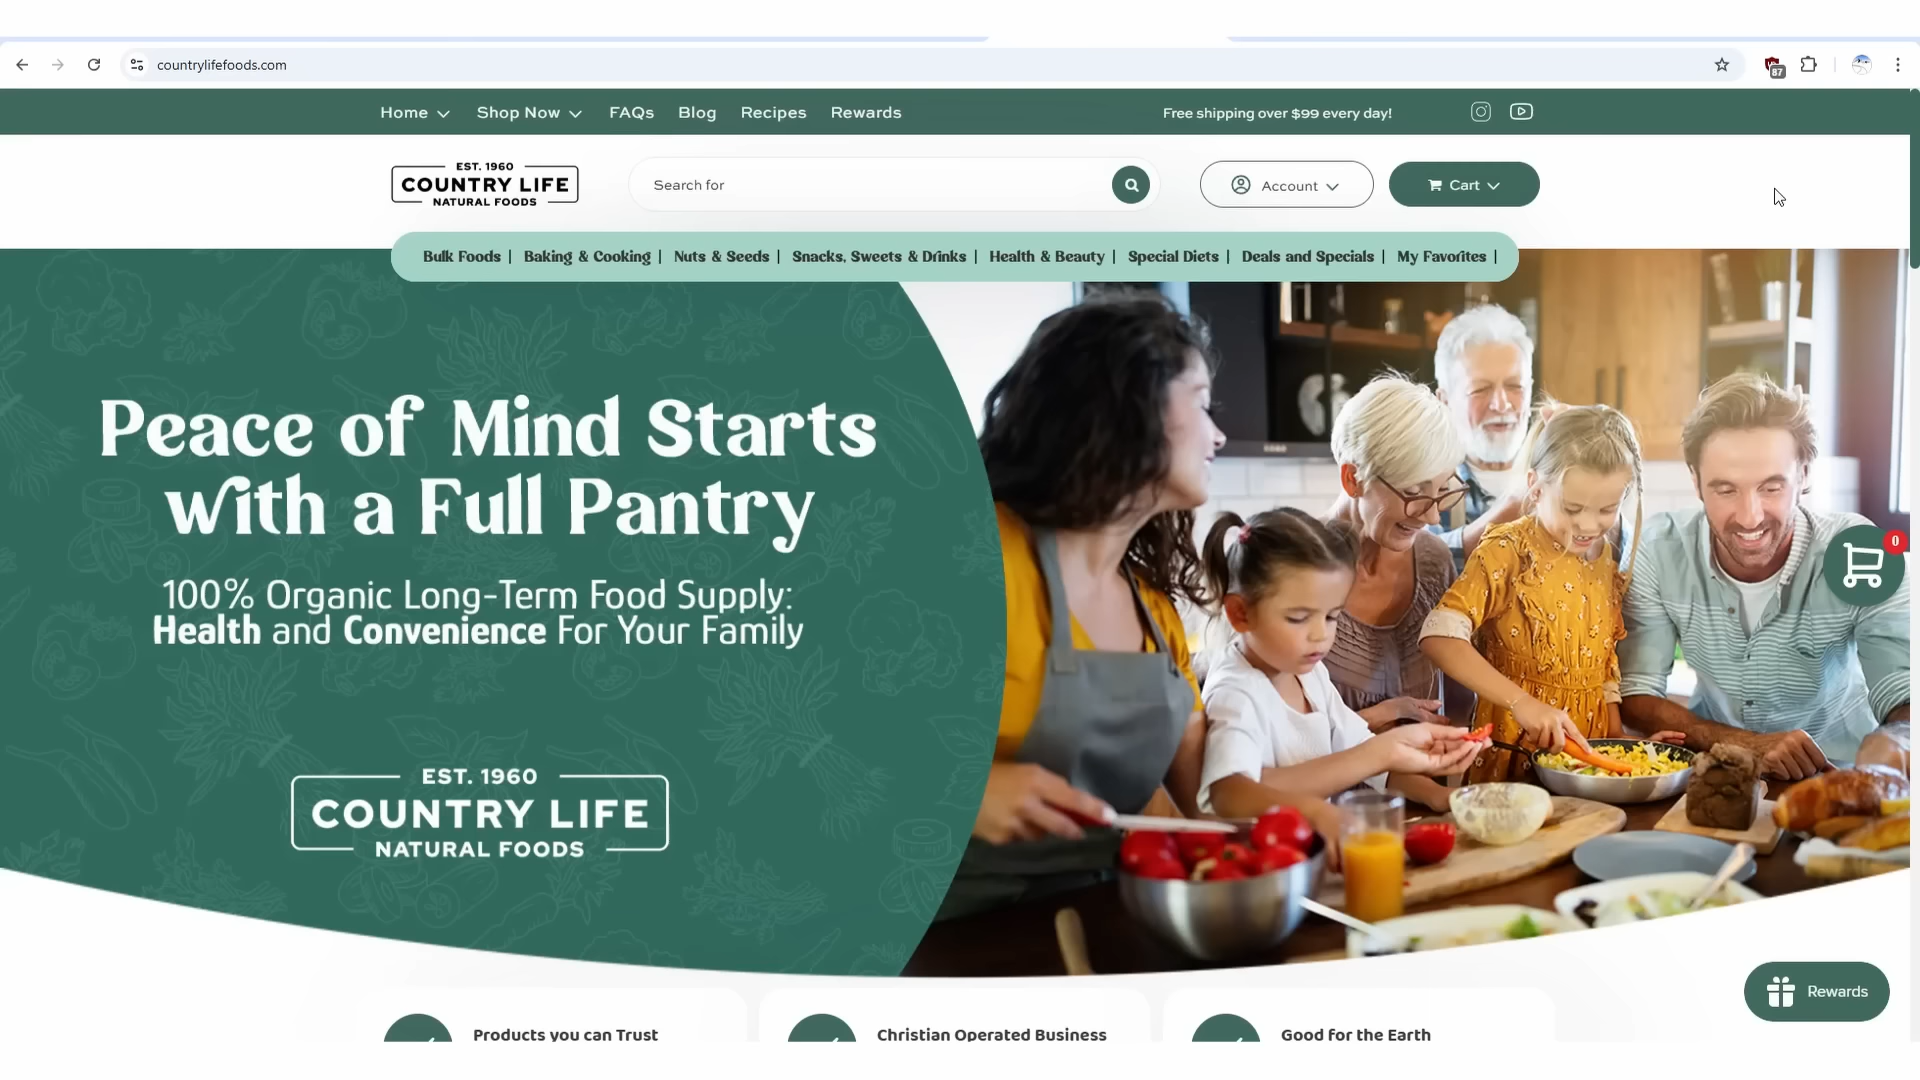 countrylifefoods.com
87
Home
Shop Now
FAQs
Blog
Recipes
Rewards
Free shipping over $99 every day!
EST. 1960
COUNTRY LIFE
NATURAL FOODS
Search for
Account
Cart
Bulk Foods |
Baking & Cooking |
Nuts & Seeds |
Snacks, Sweets & Drinks |
Health & Beauty |
Special Diets |
Deals and Specials |
My Favorites |
Peace of Mind Starts
with a Full Pantry
100% Organic Long-Term Food Supply:
Health and Convenience For Your Family
0
EST. 1960
COUNTRY LIFE
NATURAL FOODS
Rewards
Products you can Trust
Christian Operated Business
Good for the Earth